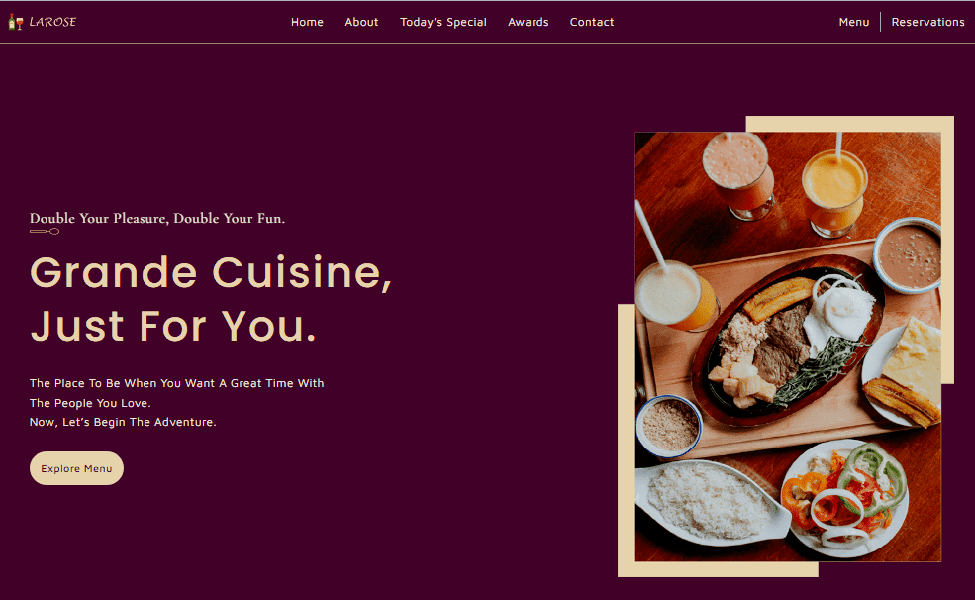 LAROSE
Home About Today's Special Awards Contact
Menu Reservations
Double Your Pleasure, Double Your Fun.
Grande Cuisine,
Just For You.
The Place To Be When You Want A Great Time With
The People You Love.
Now, Let's Begin The Adventure.
Explore Menu